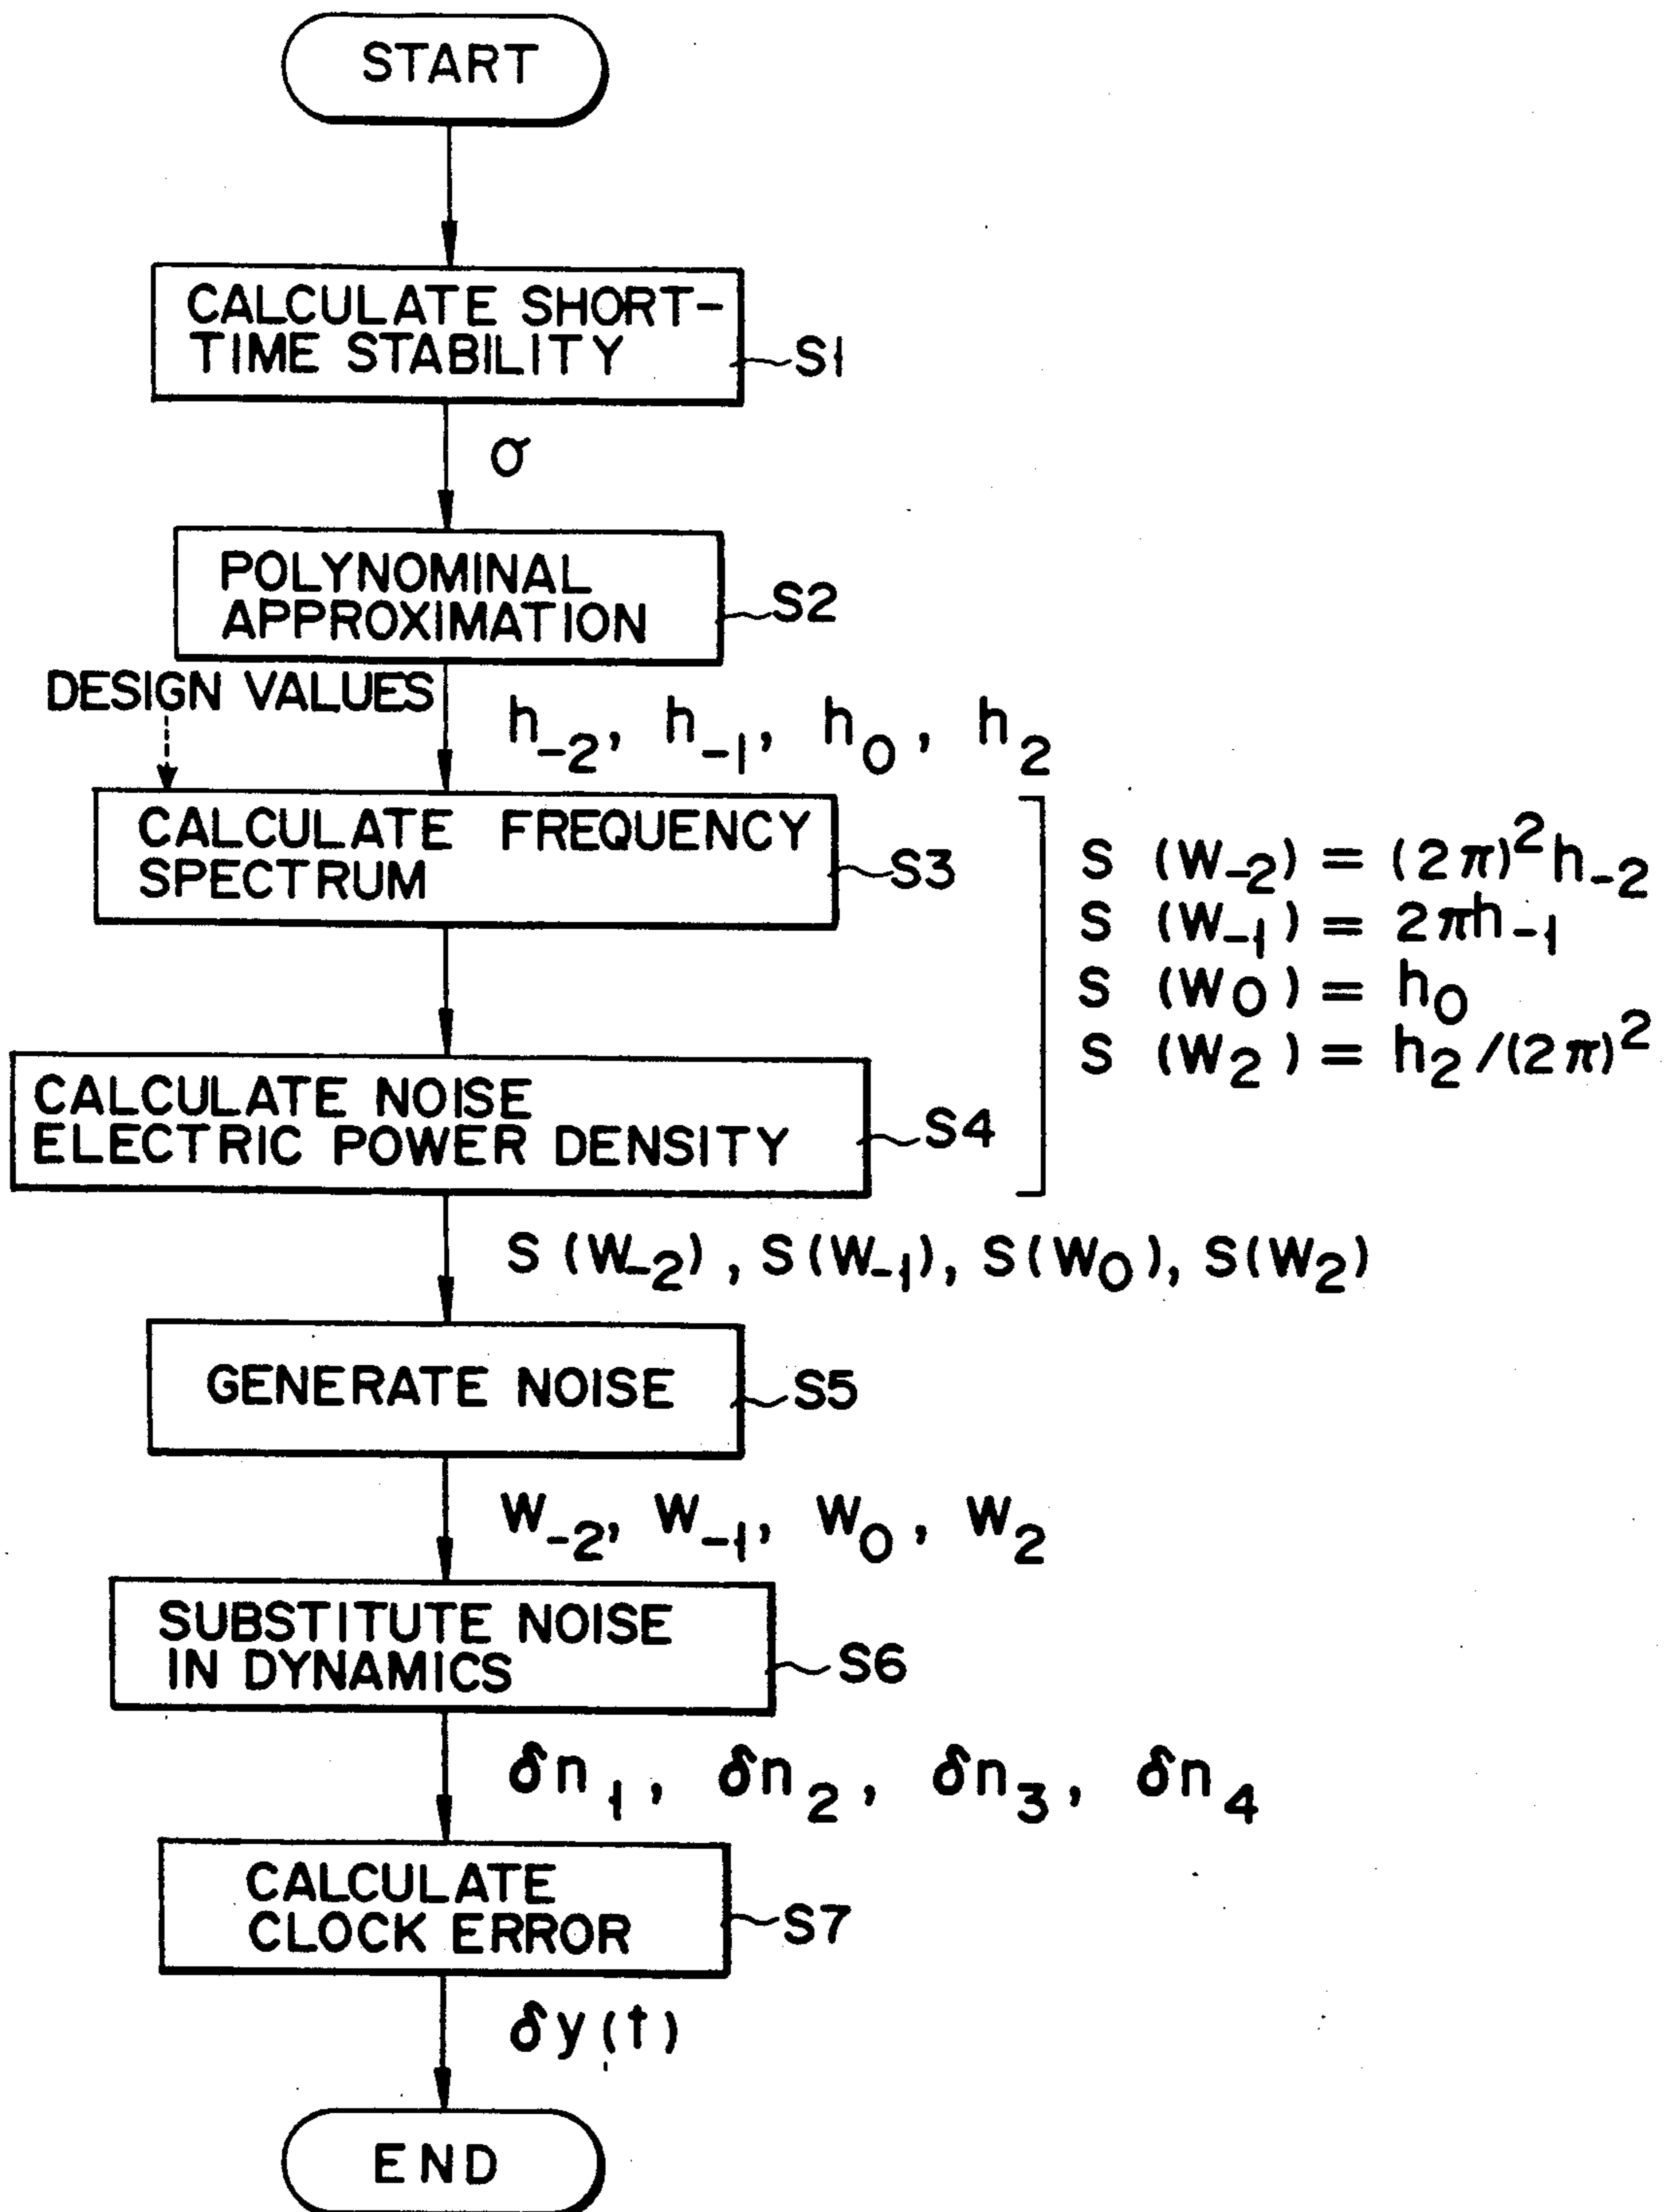 START
CALCULATE SHORT-
TIME STABILITY
S1
σ
POLYNOMINAL
APPROXIMATION
S2
DESIGN VALUES
h₋₂, h₋₁, h₀, h₂
CALCULATE FREQUENCY
SPECTRUM
S3
S (W₋₂) = (2π)²h₋₂
S (W₋₁) = 2πh₋₁
S (W₀) = h₀
S (W₂) = h₂/(2π)²
CALCULATE NOISE
ELECTRIC POWER DENSITY
S4
S (W₋₂), S(W₋₁), S(W₀), S(W₂)
GENERATE NOISE
S5
W₋₂, W₋₁, W₀, W₂
SUBSTITUTE NOISE
IN DYNAMICS
S6
δn₁, δn₂, δn₃, δn₄
CALCULATE
CLOCK ERROR
S7
δy(t)
END